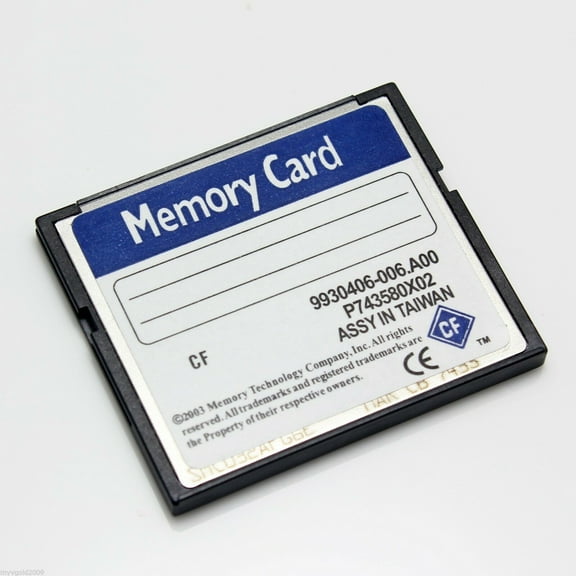 Memory Card
9930406-006.A00
P743580X02
ASSY IN TAIWAN
CF
CF
TM
CE
©2003 Memory Technology Company, Inc. All rights
reserved. All trademarks and registered trademarks are
the Property of their respective owners.
myvgold2009